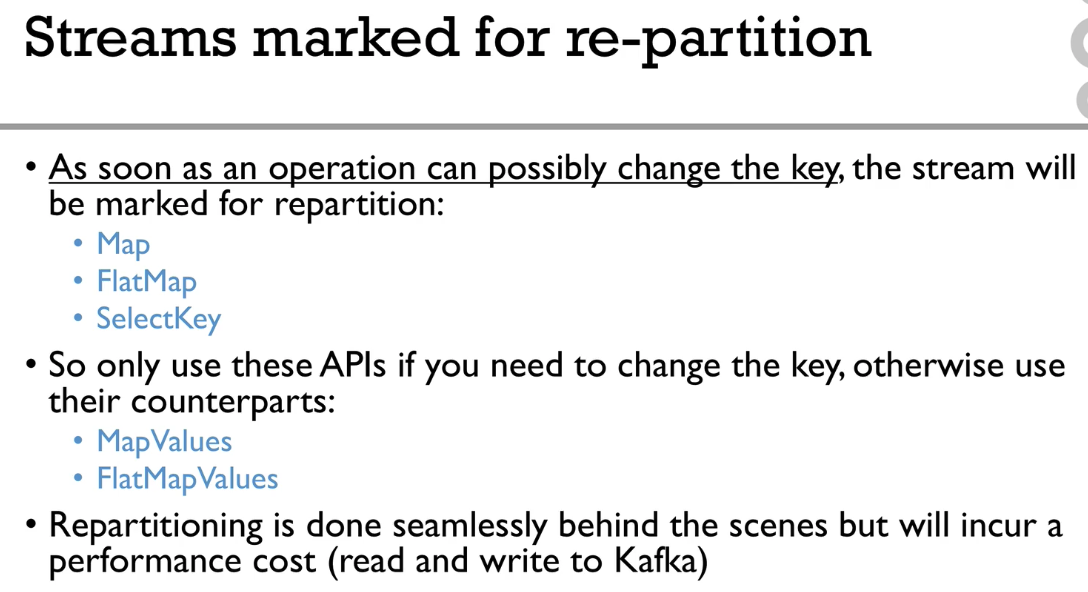 Streams marked for re-partition
• As soon as an operation can possibly change the key, the stream will
be marked for repartition:
• Map
• FlatMap
• SelectKey
• So only use these APIs if you need to change the key, otherwise use
their counterparts:
• MapValues
• FlatMapValues
• Repartitioning is done seamlessly behind the scenes but will incur a
performance cost (read and write to Kafka)